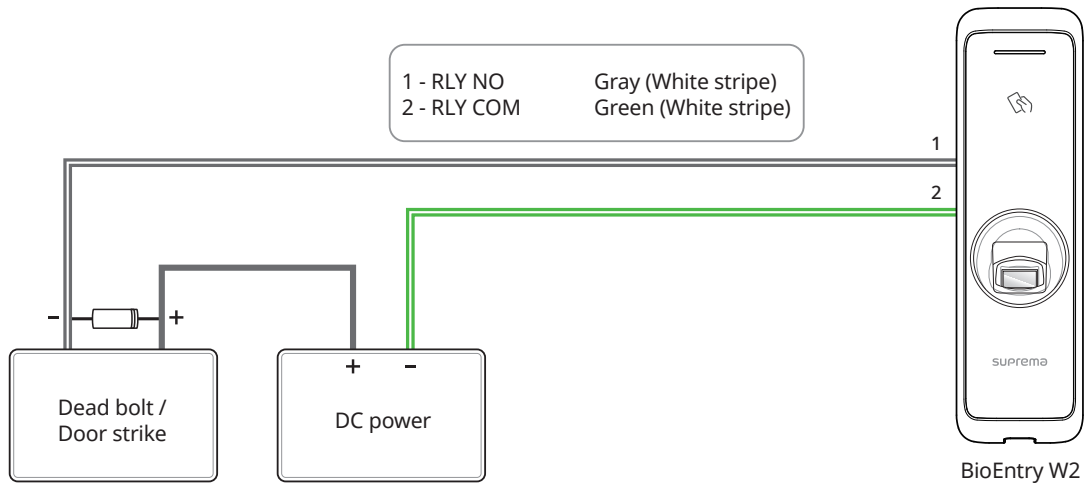 1 - RLY NO Gray (White stripe)
2 - RLY COM Green (White stripe)
1
2
- +
+ -
suprema
Dead bolt /
Door strike
DC power
BioEntry W2